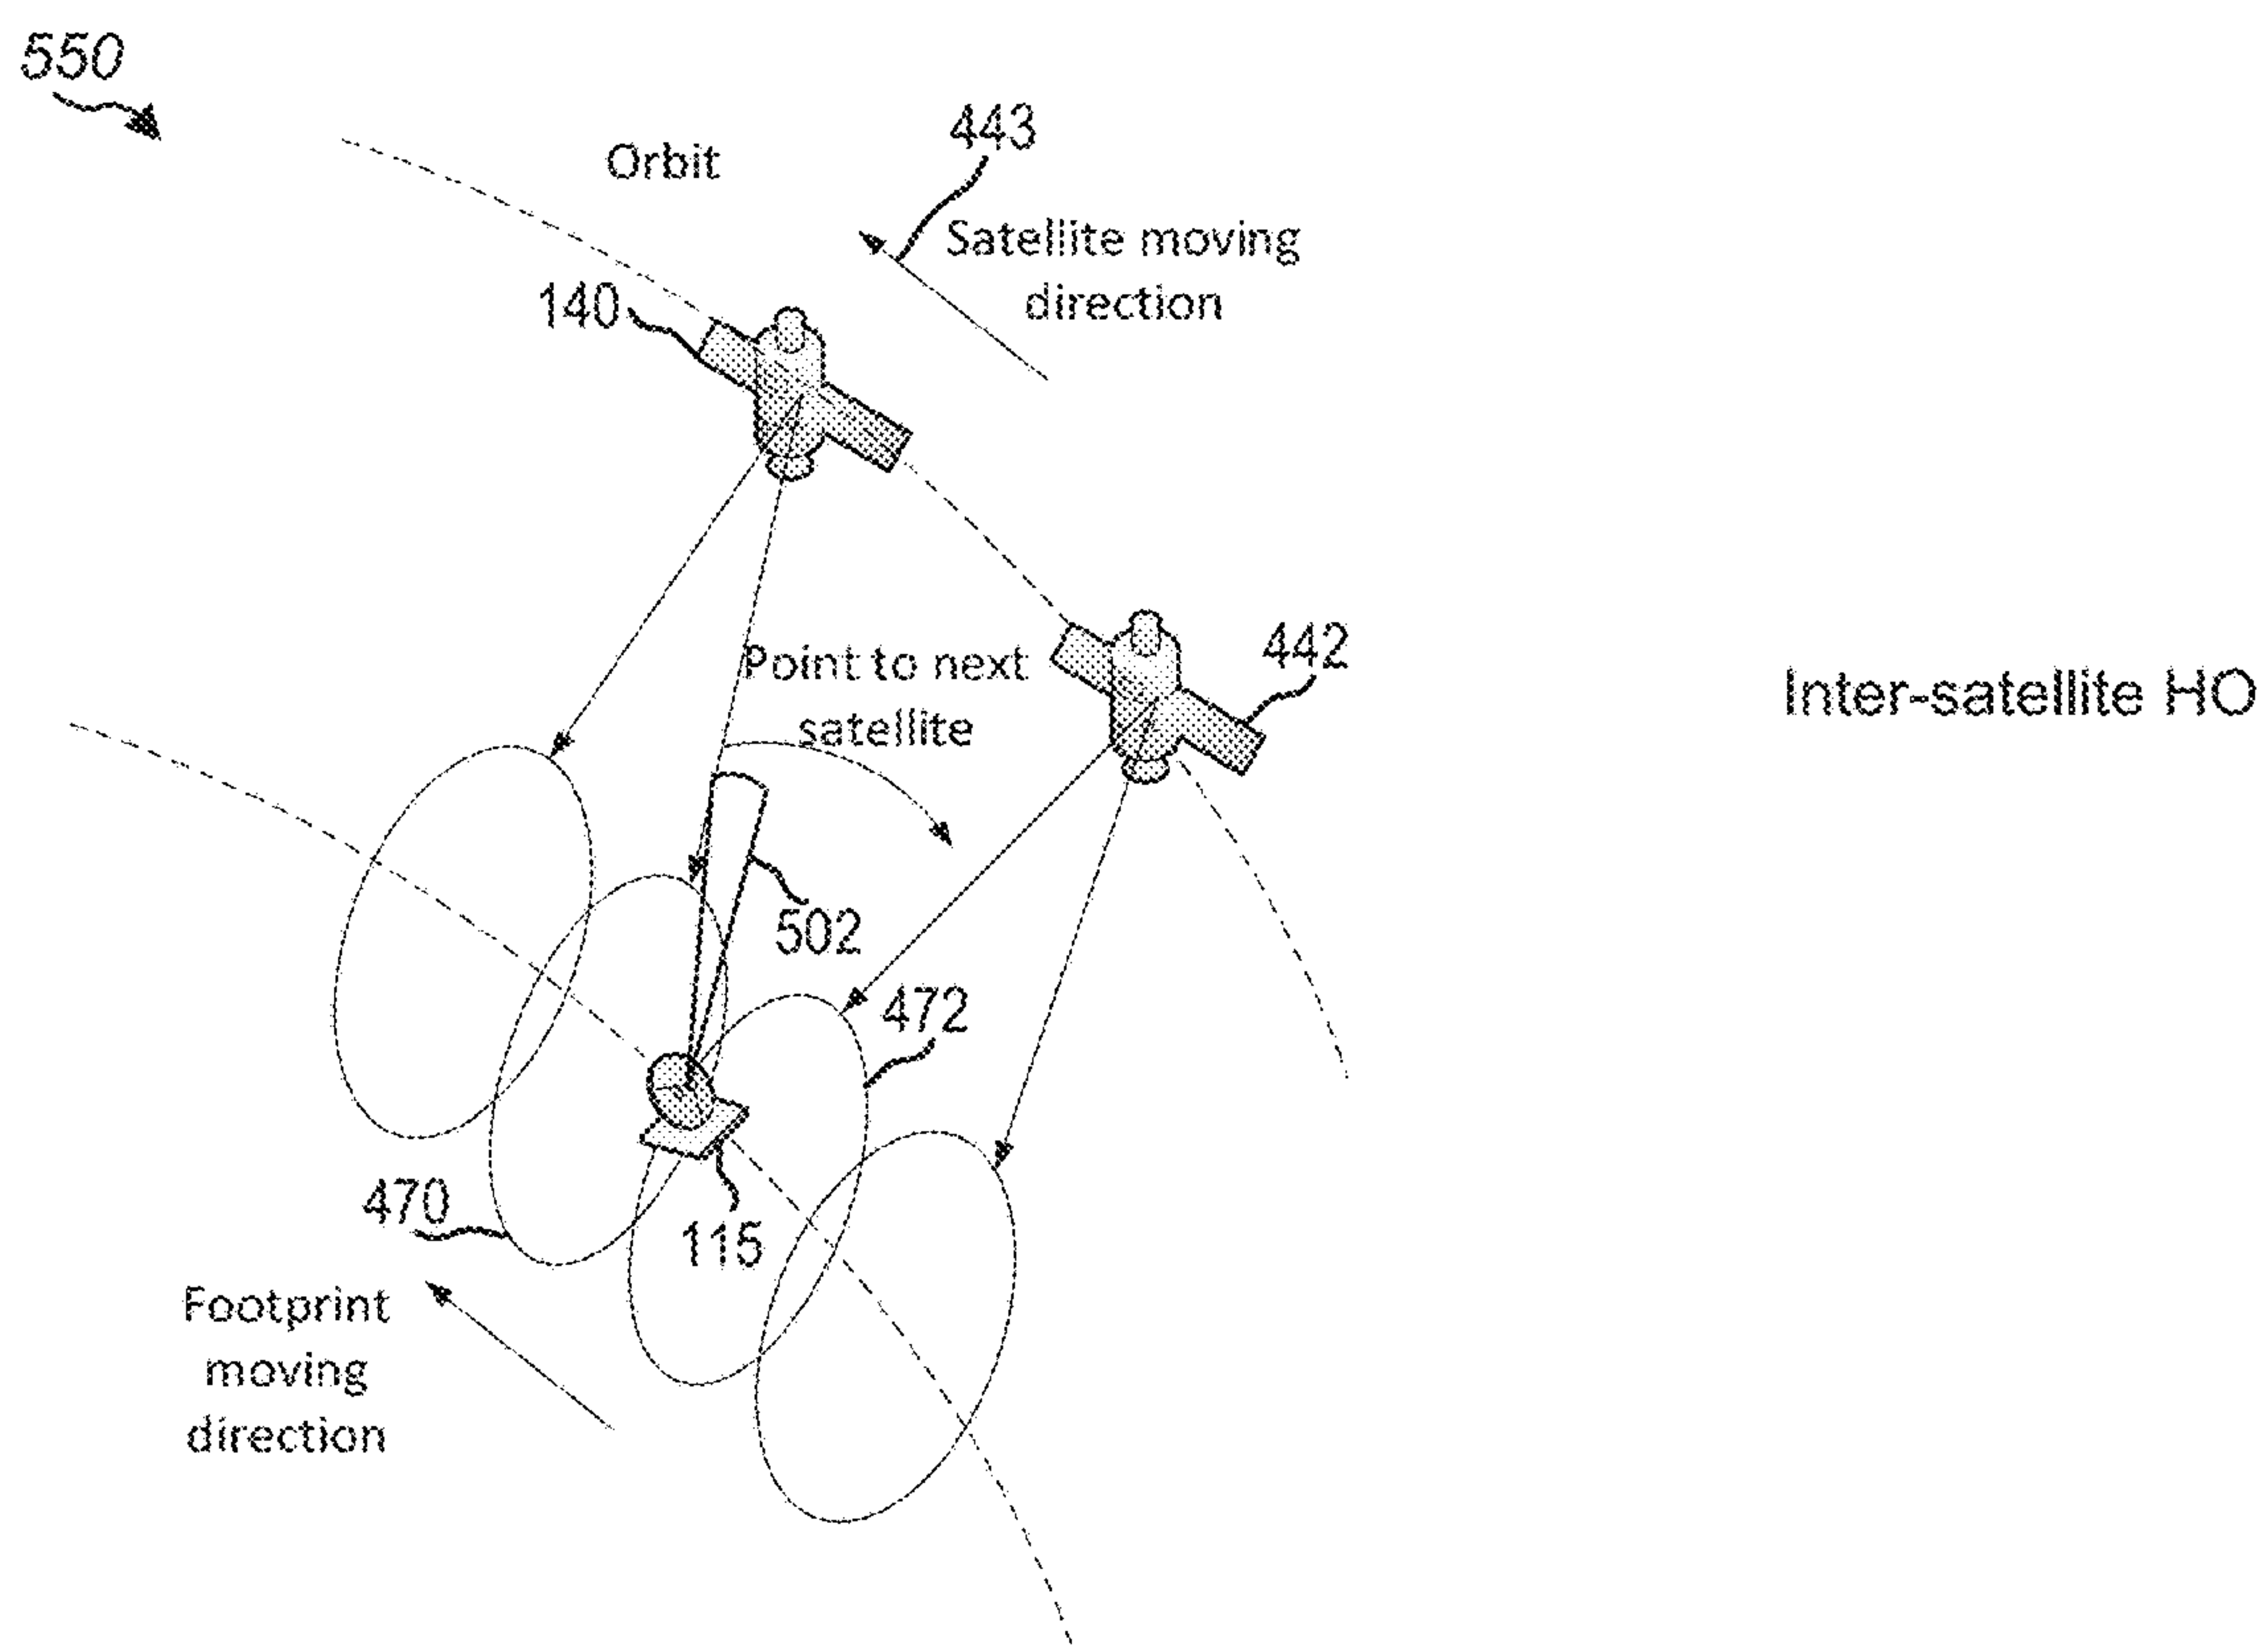 550
Orbit
443
Satellite moving
direction
140
Point to next
satellite
442
Inter-satellite HO
502
472
470
115
Footprint
moving
direction